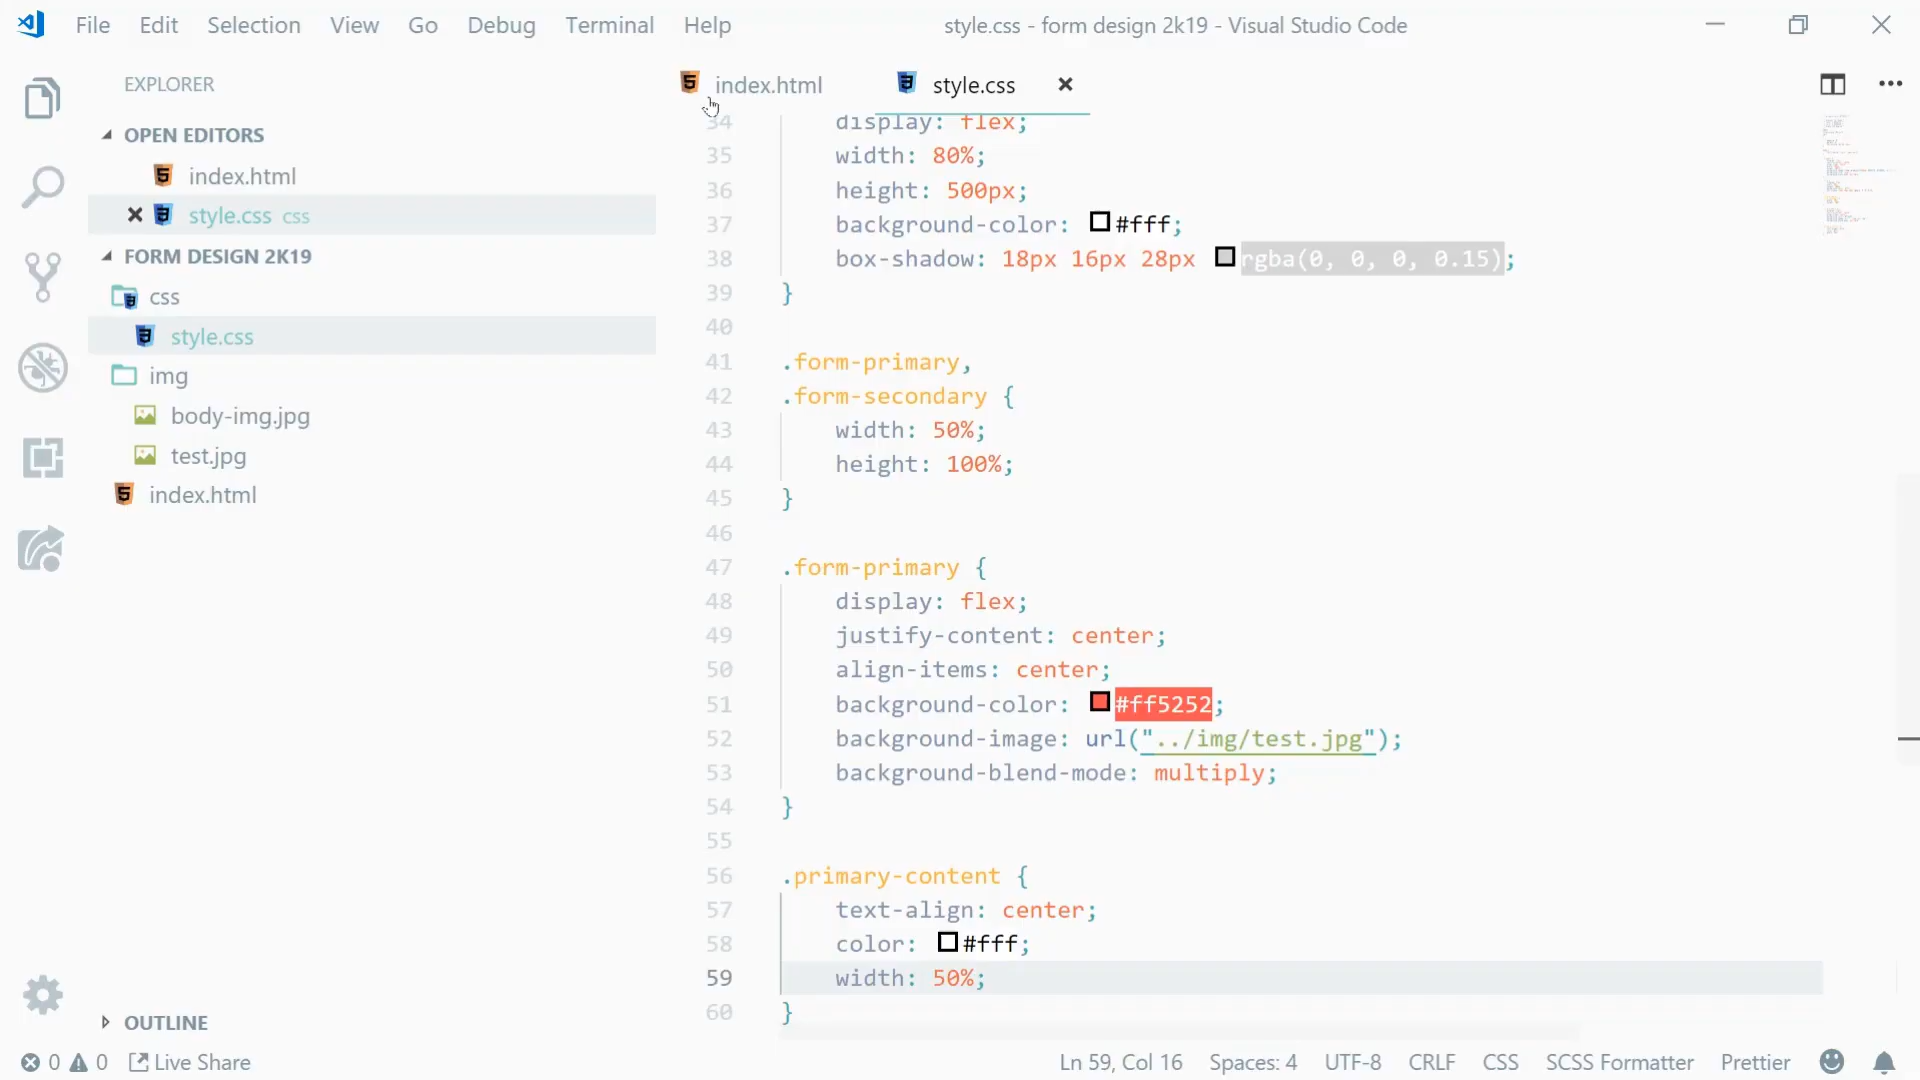 File Edit Selection View Go Debug Terminal Help style.css - form design 2k19 - Visual Studio Code
EXPLORER
OPEN EDITORS
index.html
style.css css
FORM DESIGN 2K19
css
style.css
img
body-img.jpg
test.jpg
index.html
OUTLINE
index.html style.css
34 display: flex;
35 width: 80%;
36 height: 500px;
37 background-color: #fff;
38 box-shadow: 18px 16px 28px rgba(0, 0, 0, 0.15);
39 }
40
41 .form-primary,
42 .form-secondary {
43 width: 50%;
44 height: 100%;
45 }
46
47 .form-primary {
48 display: flex;
49 justify-content: center;
50 align-items: center;
51 background-color: #ff5252;
52 background-image: url("../img/test.jpg");
53 background-blend-mode: multiply;
54 }
55
56 .primary-content {
57 text-align: center;
58 color: #fff;
59 width: 50%;
60 }
0 0 Live Share Ln 59, Col 16 Spaces: 4 UTF-8 CRLF CSS SCSS Formatter Prettier